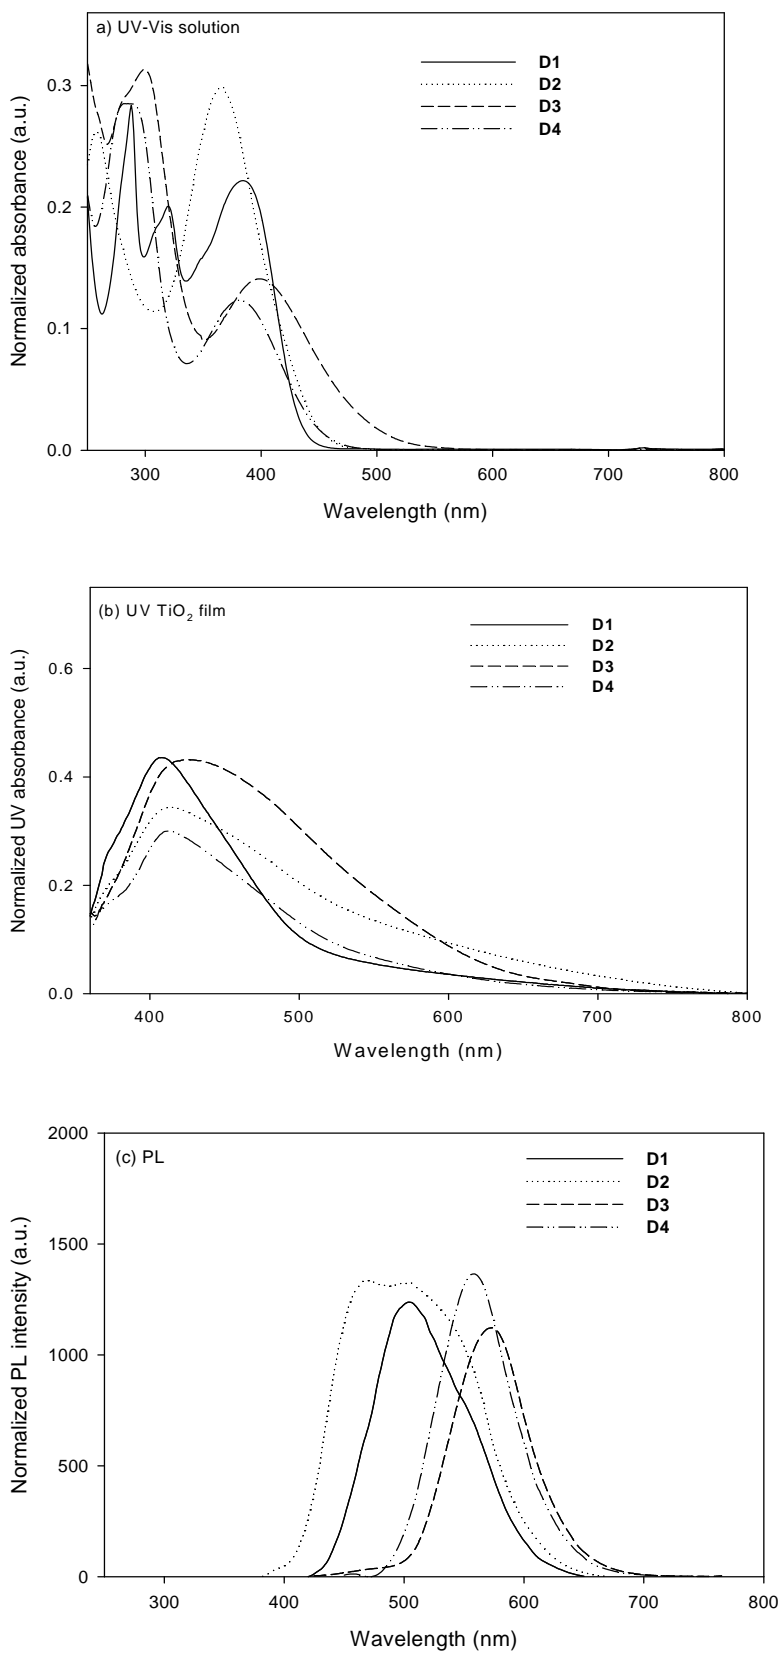 a) UV-Vis solution
D1
D2
D3
D4
Normalized absorbance (a.u.)
0.3
0.2
0.1
0.0
300 400 500 600 700 800
Wavelength (nm)
(b) UV TiO2 film
D1
D2
D3
D4
Normalized UV absorbance (a.u.)
0.6
0.4
0.2
0.0
400 500 600 700 800
Wavelength (nm)
(c) PL
D1
D2
D3
D4
Normalized PL intensity (a.u.)
2000
1500
1000
500
0
300 400 500 600 700 800
Wavelength (nm)